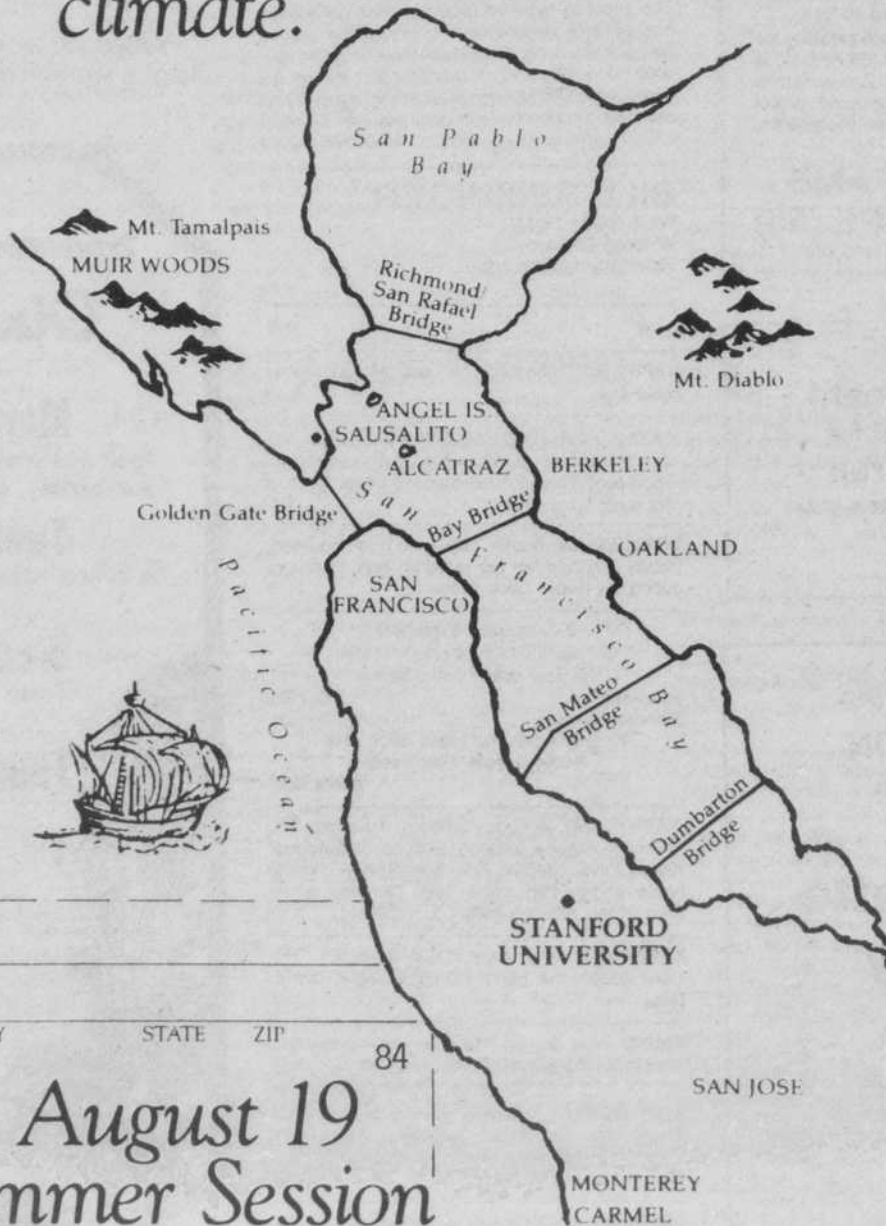 climate.
San Pablo
Bay
Mt. Tamalpais
MUIR WOODS
Richmond/
San Rafael
Bridge
Mt. Diablo
ANGEL IS.
SAUSALITO
ALCATRAZ
BERKELEY
San Francisco Bay
Golden Gate Bridge
Bay Bridge
OAKLAND
Pacific Ocean
SAN
FRANCISCO
San Mateo
Bridge
Dumbarton
Bridge
STANFORD
UNIVERSITY
Y STATE ZIP
84
August 19
mmer Session
SAN JOSE
MONTEREY
CARMEL